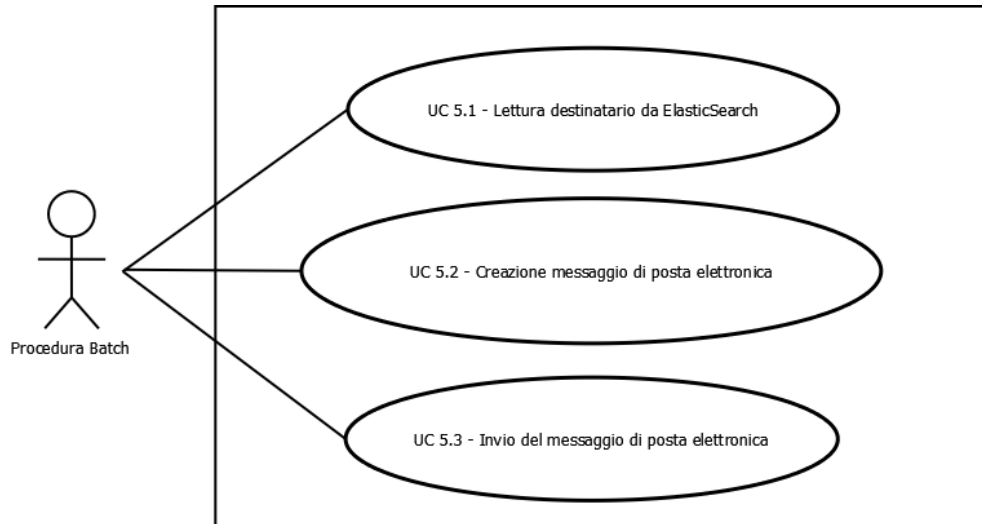 UC 5.1 - Lettura destinatario da ElasticSearch
UC 5.2 - Creazione messaggio di posta elettronica
Procedura Batch
UC 5.3 - Invio del messaggio di posta elettronica